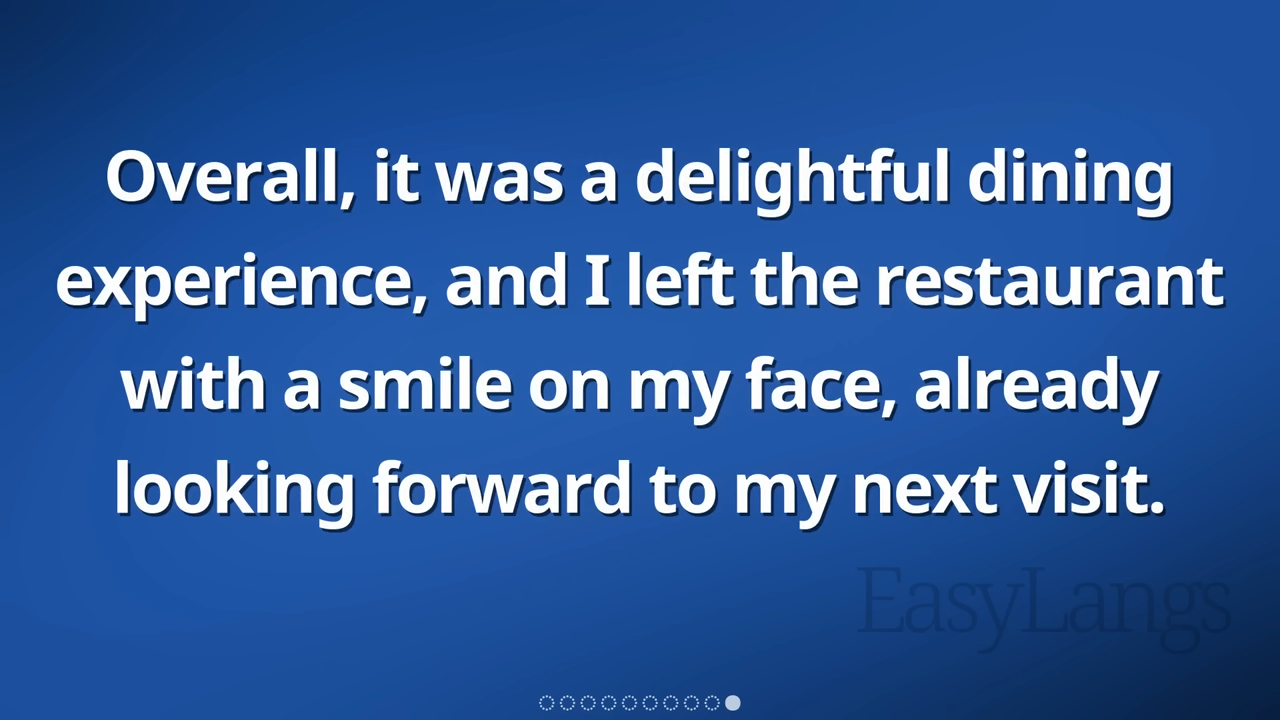 Overall, it was a delightful dining
experience, and I left the restaurant
with a smile on my face, already
looking forward to my next visit.
EasyLangs